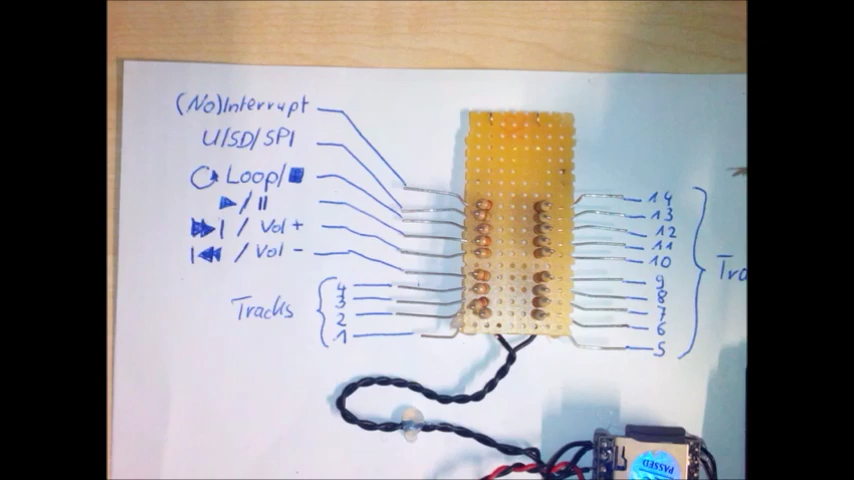 (No)Interrupt
U/SD/SPI
Loop/
/
/ Vol +
/ Vol -
Tracks
4
3
2
1
14
13
12
11
10
9
8
7
6
5
Tra
PASSED